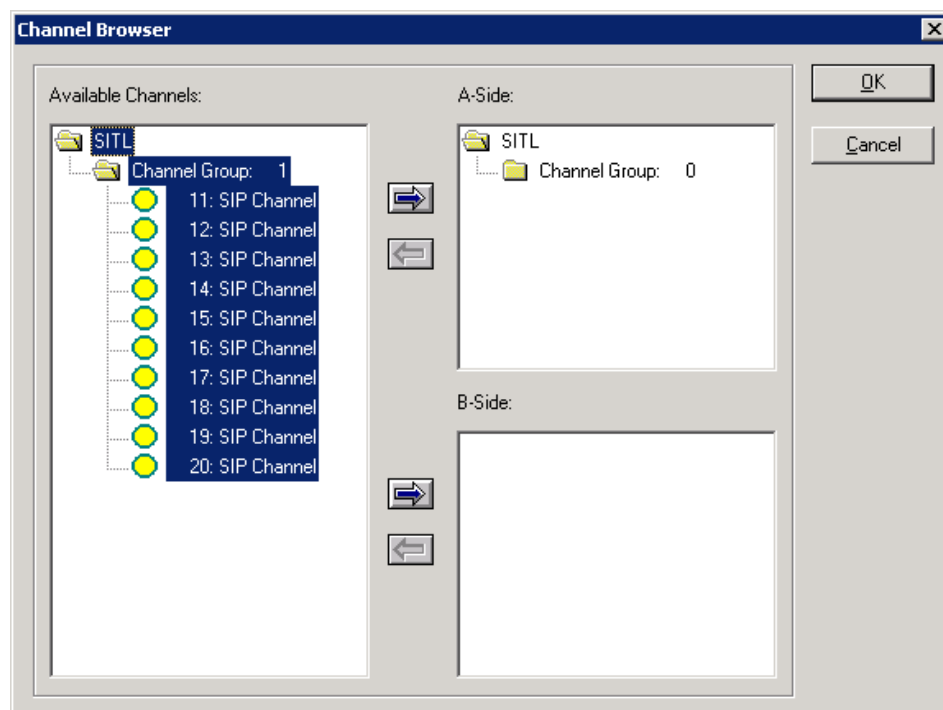 Channel Browser
Available Channels:
SITL
Channel Group: 1
11: SIP Channel
12: SIP Channel
13: SIP Channel
14: SIP Channel
15: SIP Channel
16: SIP Channel
17: SIP Channel
18: SIP Channel
19: SIP Channel
20: SIP Channel
A-Side:
SITL
Channel Group: 0
B-Side:
OK
Cancel